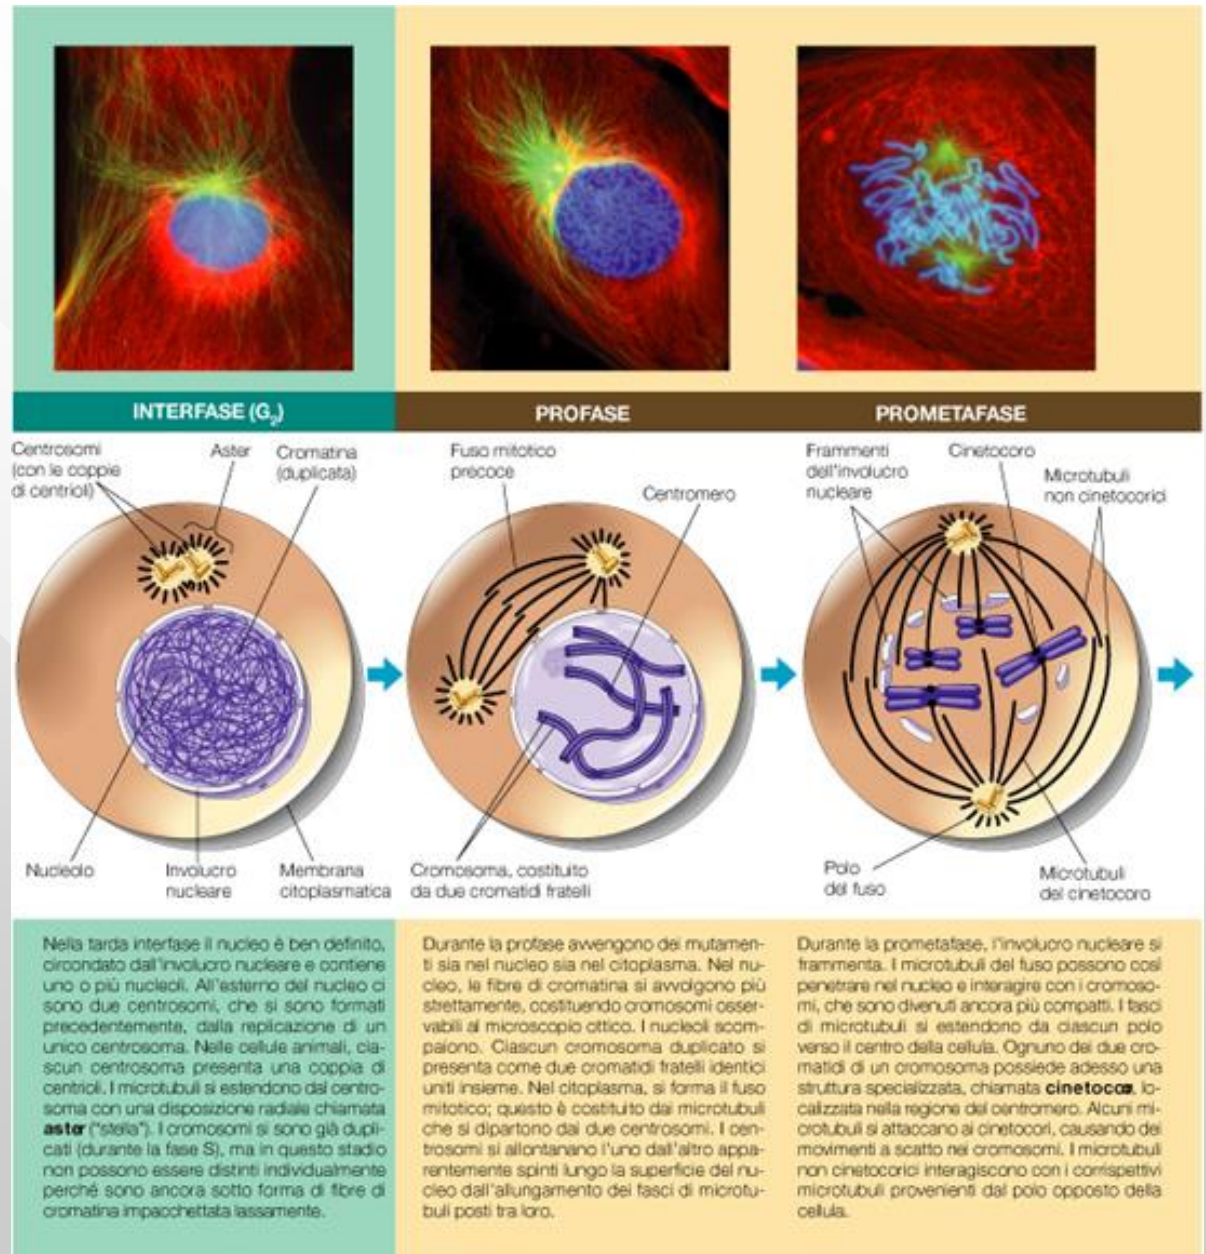 INTERFASE (G₂)
PROFASE
PROMETAFASE
Centrosomi
(con le coppie
di centrioli)
Aster
Cromatina
(duplicata)
Nucleolo
Involucro
nucleare
Membrana
citoplasmatica
Fuso mitotico
precoce
Centromero
Cromosoma, costituito
da due cromatidi fratelli
Frammenti
dell'involucro
nucleare
Cinetocoro
Microtubuli
non cinetocorici
Polo
del fuso
Microtubuli
del cinetocoro
Nella tarda interfase il nucleo è ben definito,
circondato dall'involucro nucleare e contiene
uno o più nucleoli. All'esterno del nucleo ci
sono due centrosomi, che si sono formati
precedentemente, dalla replicazione di un
unico centrosoma. Nelle cellule animali, cia-
scun centrosoma presenta una coppia di
centrioli. I microtubuli si estendono dal centro-
soma con una disposizione radiale chiamata
aster ("stella"). I cromosomi si sono già dupli-
cati (durante la fase S), ma in questo stadio
non possono essere distinti individualmente
perché sono ancora sotto forma di fibre di
cromatina impacchettata lassamente.
Durante la profase avvengono dei mutamen-
ti sia nel nucleo sia nel citoplasma. Nel nu-
cleo, le fibre di cromatina si avvolgono più
strettamente, costituendo cromosomi osser-
vabili al microscopio ottico. I nucleoli scom-
paiono. Ciascun cromosoma duplicato si
presenta come due cromatidi fratelli identici
uniti insieme. Nel citoplasma, si forma il fuso
mitotico; questo è costituito dai microtubuli
che si dipartono dai due centrosomi. I cen-
trosomi si allontanano l'uno dall'altro appa-
rentemente spinti lungo la superficie del nu-
cleo dall'allungamento dei fasci di microtu-
buli posti tra loro.
Durante la prometafase, l'involucro nucleare si
frammenta. I microtubuli del fuso possono così
penetrare nel nucleo e interagire con i cromoso-
mi, che sono divenuti ancora più compatti. I fasci
di microtubuli si estendono da ciascun polo
verso il centro della cellula. Ognuno dei due cro-
matidi di un cromosoma possiede adesso una
struttura specializzata, chiamata lo-
calizzata nella regione del centromero. Alcuni mi-
crotubuli si attaccano ai cinetocori, causando dei
movimenti a scatto nei cromosomi. I microtubuli
non cinetocorici interagiscono con i corrispettivi
microtubuli provenienti dal polo opposto della
cellula.